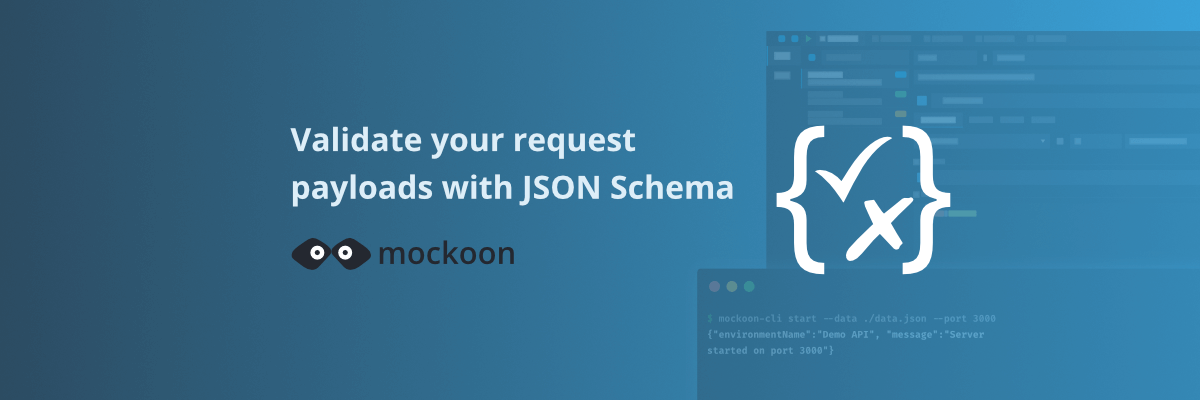 Validate your request
payloads with JSON Schema
mockoon
$ mockoon-cli start --data ./data.json --port 3000
{"environmentName":"Demo API", "message":"Server
started on port 3000"}